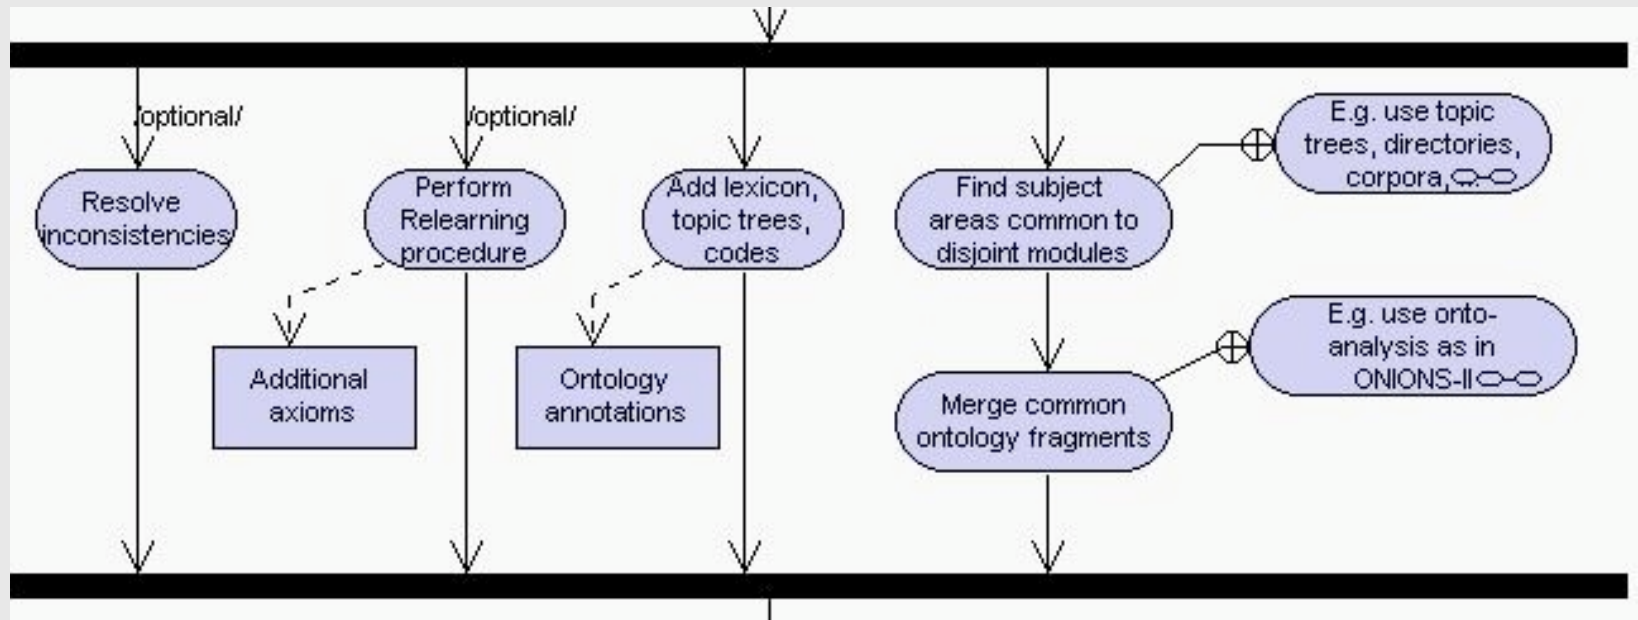 /optional/
/optional/
Resolve
inconsistencies
Perform
Relearning
procedure
Add lexicon,
topic trees,
codes
Find subject
areas common to
disjoint modules
E.g. use topic
trees, directories,
corpora,
Additional
axioms
Ontology
annotations
Merge common
ontology fragments
E.g. use onto-
analysis as in
ONIONS-II